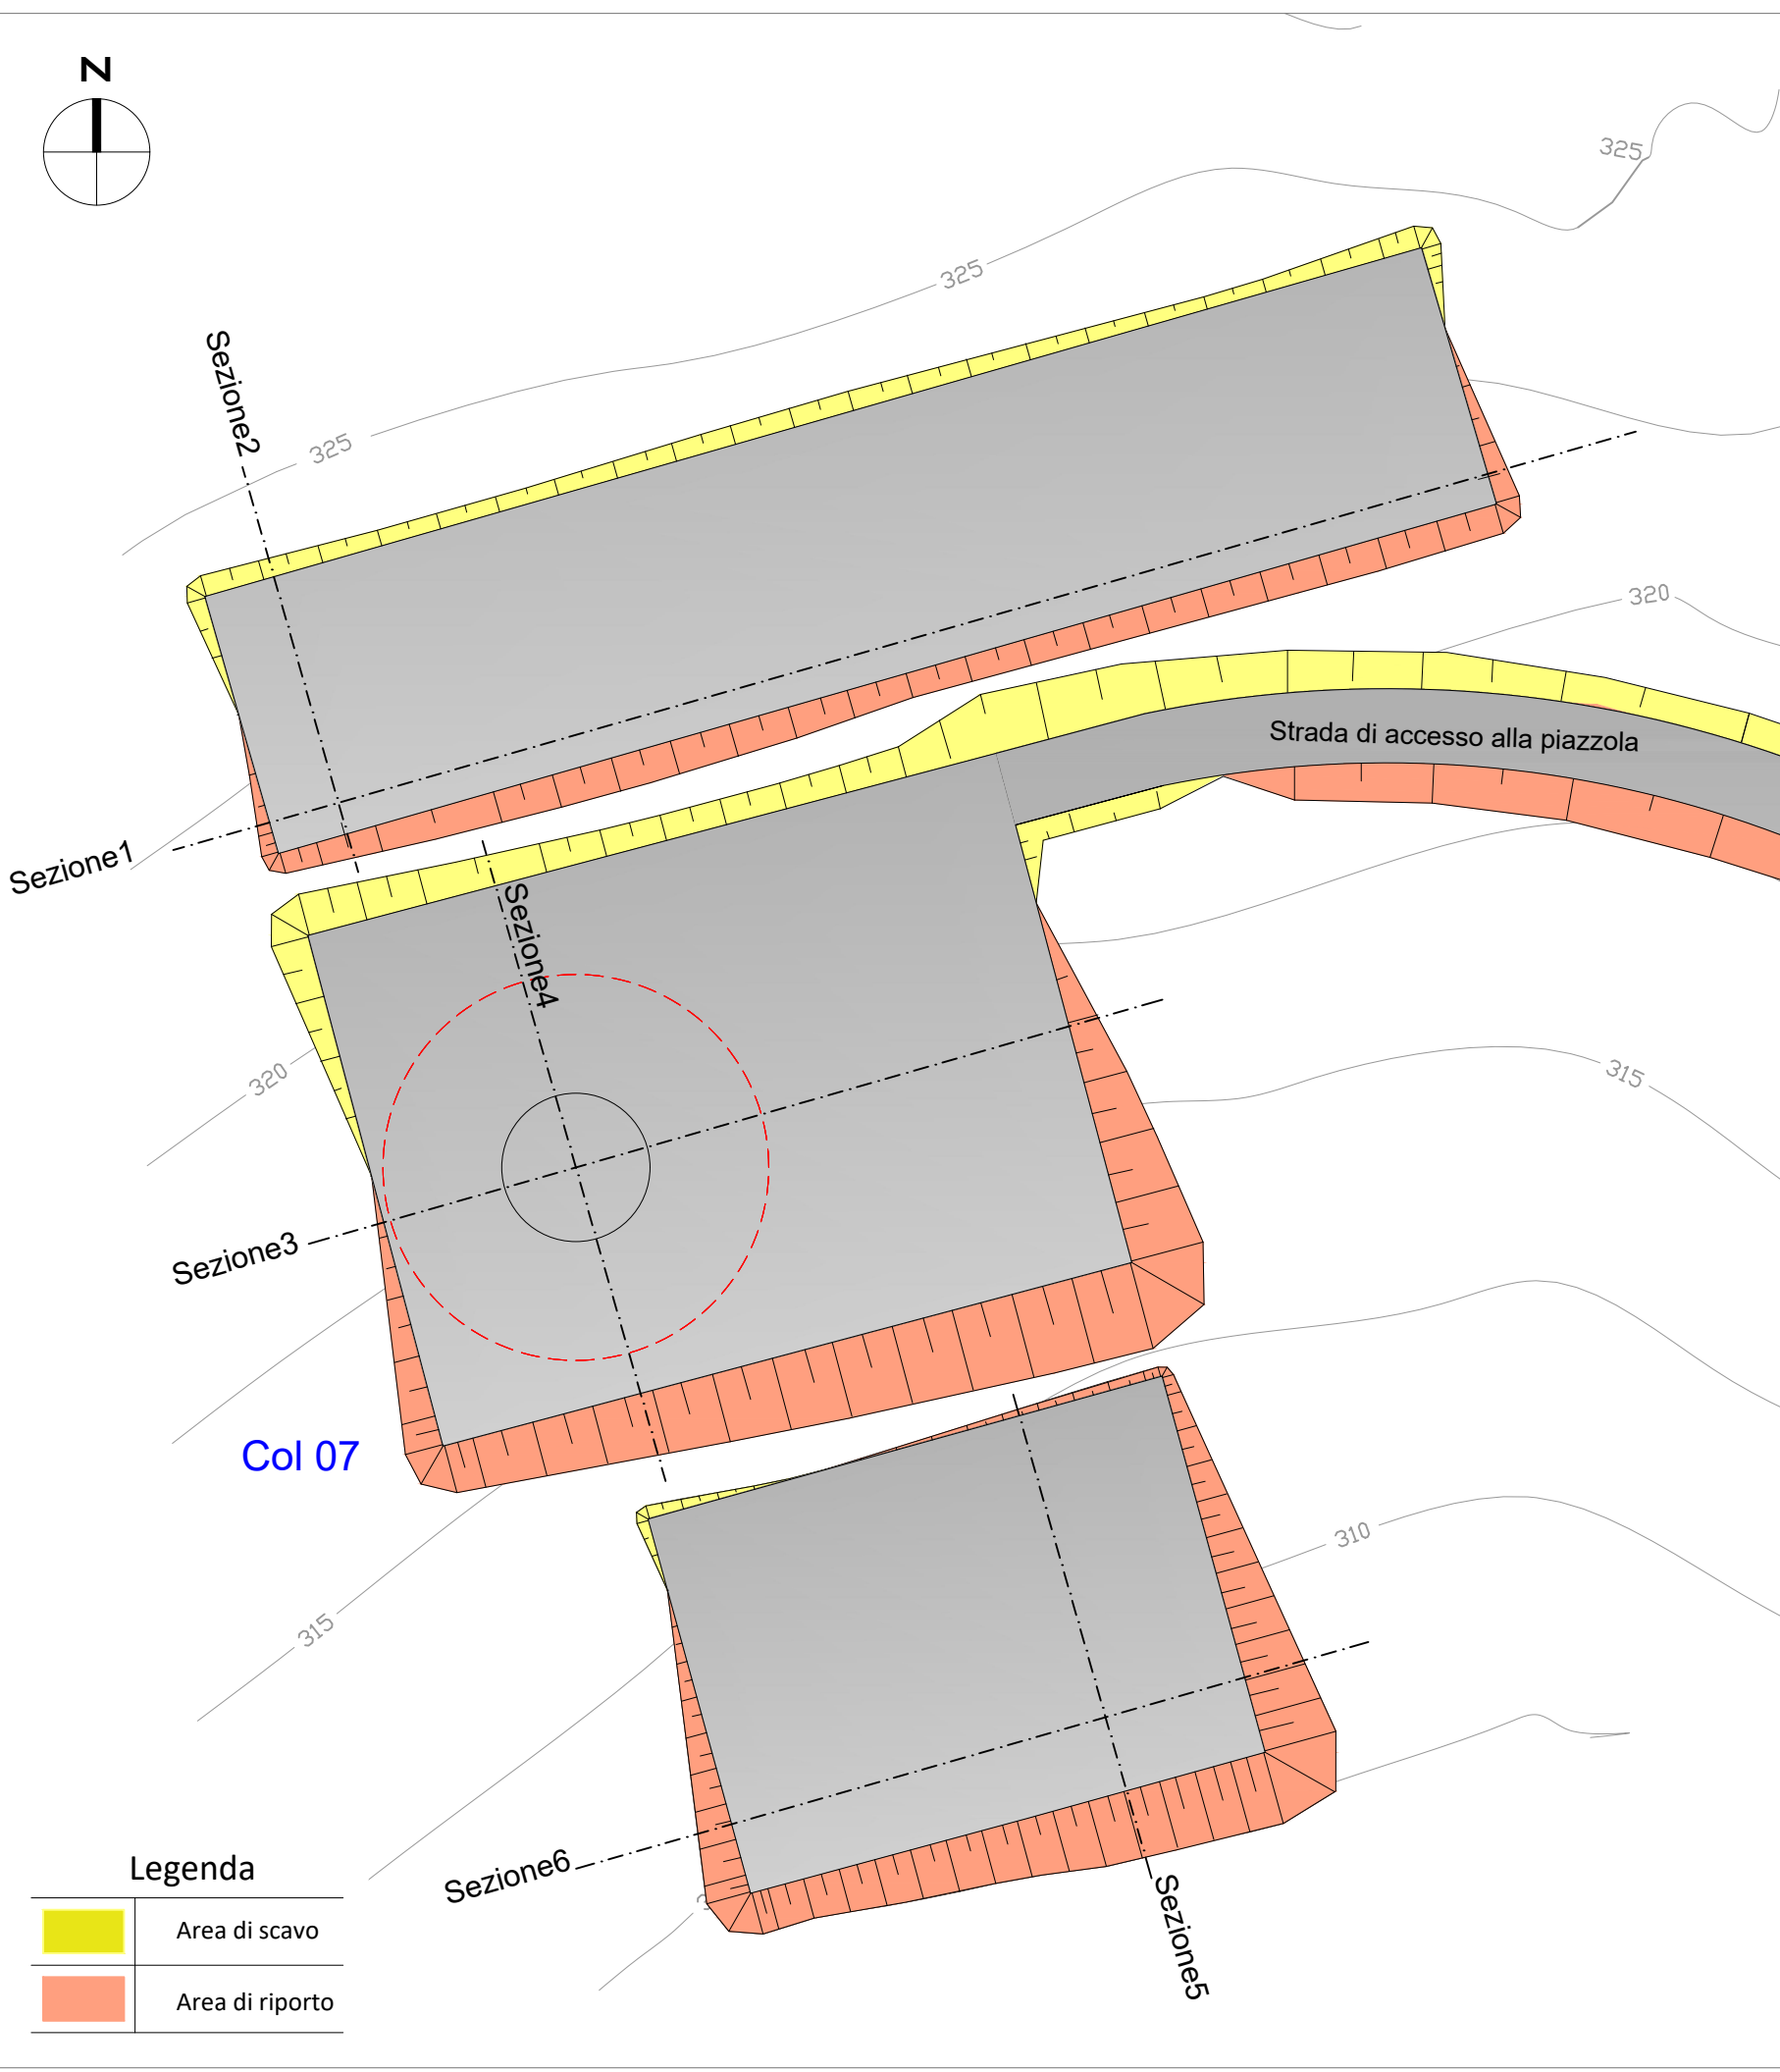 N
325
325
325
Sezione2
320
Strada di accesso alla piazzola
Sezione1
Sezione4
320
315
Sezione3
Col 07
310
315
Sezione6
Sezione5
Legenda
Area di scavo
Area di riporto